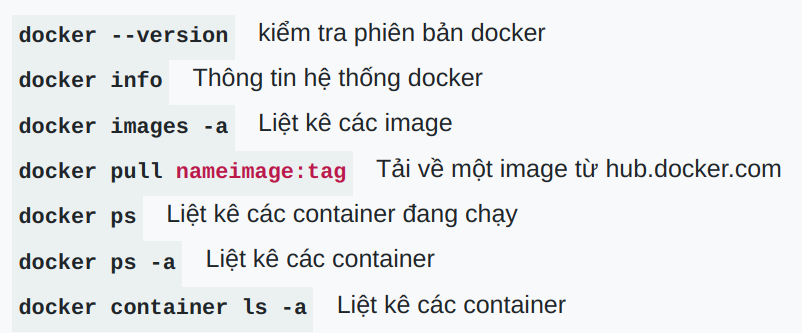 docker --version kiểm tra phiên bản docker
docker info Thông tin hệ thống docker
docker images -a Liệt kê các image
docker pull nameimage:tag Tải về một image từ hub.docker.com
docker ps Liệt kê các container đang chạy
docker ps -a Liệt kê các container
docker container ls -a Liệt kê các container